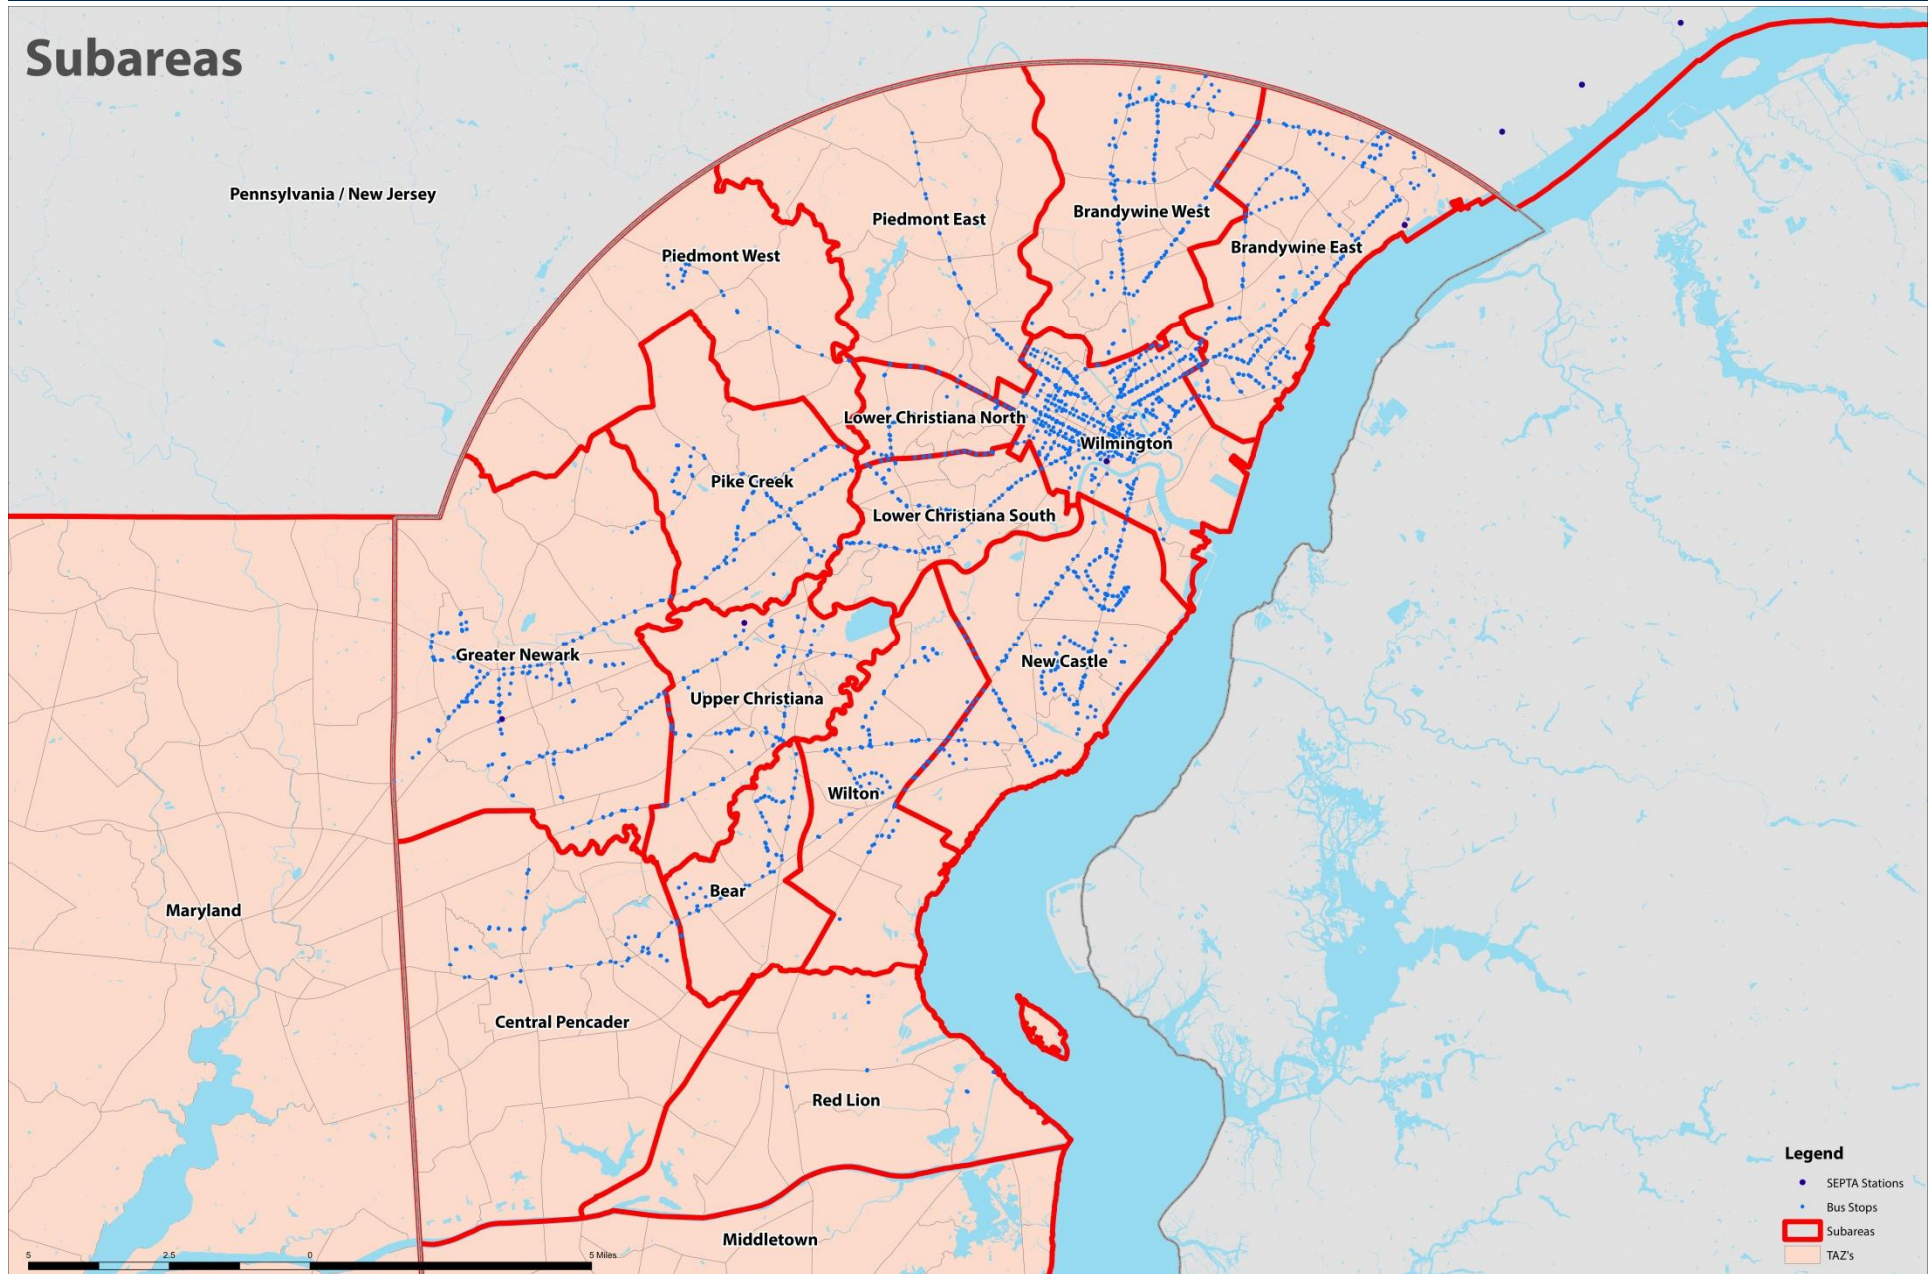 Subareas
Pennsylvania / New Jersey
Piedmont East
Brandywine West
Brandywine East
Piedmont West
Lower Christiana North
Wilmington
Pike Creek
Lower Christiana South
Greater Newark
New Castle
Upper Christiana
Wilton
Bear
Maryland
Central Pencader
Red Lion
Middletown
Legend
SEPTA Stations
Bus Stops
Subareas
TAZ's
5 2.5 0 5 Miles